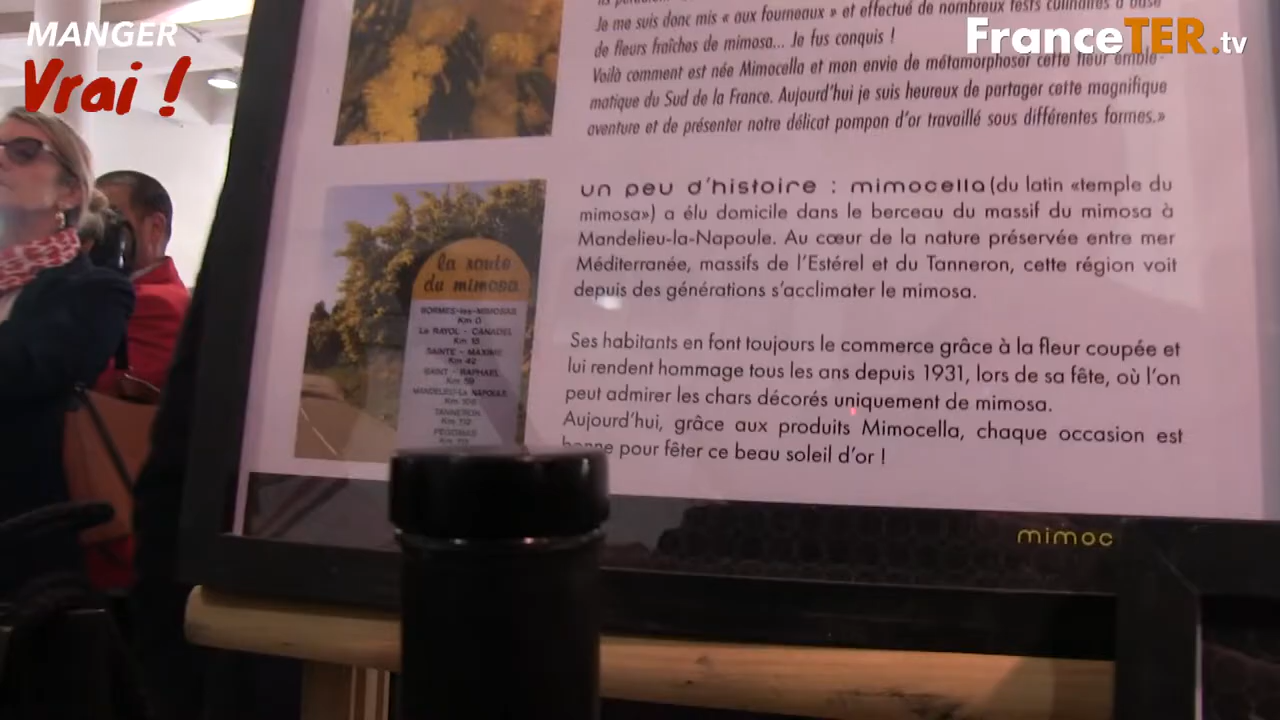 MANGER
Vrai !
FranceTER.tv
Je me suis donc mis « aux fourneaux » et effectué de nombreux tests culinaires à base
de fleurs fraîches de mimosa... Je fus conquis !
Voilà comment est née Mimocella et mon envie de métamorphoser cette fleur emblé-
matique du Sud de la France. Aujourd'hui je suis heureux de partager cette magnifique
aventure et de présenter notre délicat pompon d'or travaillé sous différentes formes.»
un peu d'histoire : mimocella (du latin «temple du
mimosa») a élu domicile dans le berceau du massif du mimosa à
Mandelieu-la-Napoule. Au cœur de la nature préservée entre mer
Méditerranée, massifs de l'Estérel et du Tanneron, cette région voit
depuis des générations s'acclimater le mimosa.
Ses habitants en font toujours le commerce grâce à la fleur coupée et
lui rendent hommage tous les ans depuis 1931, lors de sa fête, où l'on
peut admirer les chars décorés uniquement de mimosa.
Aujourd'hui, grâce aux produits Mimocella, chaque occasion est
bonne pour fêter ce beau soleil d'or !
la route
du mimosa
BORMES-les-MIMOSAS
Km 0
Le RAYOL - CANADEL
Km 15
SAINTE - MAXIME
Km 42
SAINT - RAPHAEL
Km 59
MANDELIEU-La NAPOULE
TANNERON
PEGOMAS
mimoc